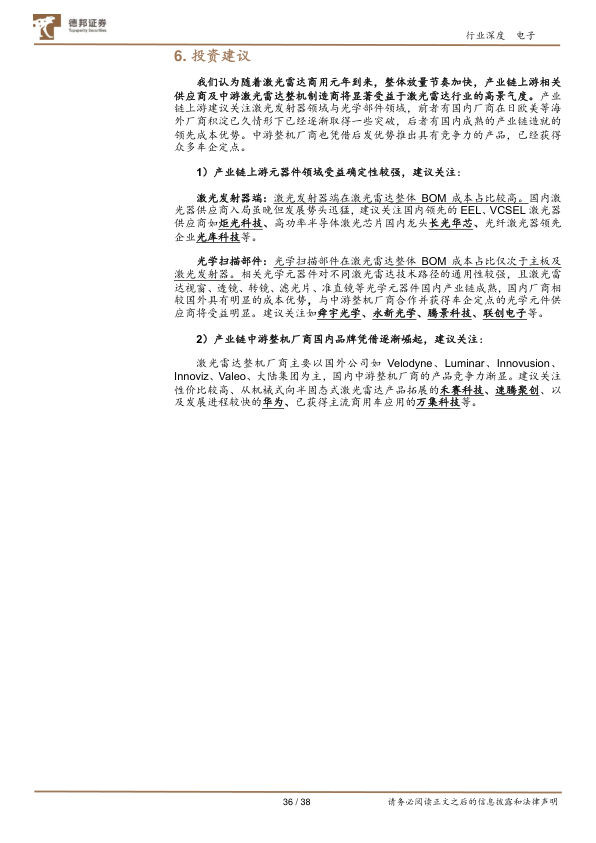 德邦证券
Topsperity Securities
行业深度 电子
6. 投资建议
我们认为随着激光雷达商用元年到来，整体放量节奏加快，产业链上游相关
供应商及中游激光雷达整机制造商将显著受益于激光雷达行业的高景气度。产业
链上游建议关注激光发射器领域与光学部件领域，前者有国内厂商在日欧美等海
外厂商积淀已久情形下已经逐渐取得一些突破，后者有国内成熟的产业链造就的
领先成本优势。中游整机厂商也凭借后发优势推出具有竞争力的产品，已经获得
众多车企定点。
1）产业链上游元器件领域受益确定性较强，建议关注：
激光发射器端：激光发射器端在激光雷达整体 BOM 成本占比较高。国内激
光器供应商入局虽晚但发展势头迅猛，建议关注国内领先的 EEL、VCSEL 激光器
供应商如炬光科技、高功率半导体激光芯片国内龙头长光华芯、光纤激光器领先
企业光库科技等。
光学扫描部件：光学扫描部件在激光雷达整体 BOM 成本占比仅次于主板及
激光发射器。相关光学元器件对不同激光雷达技术路径的通用性较强，且激光雷
达视窗、透镜、转镜、滤光片、准直镜等光学元器件国内产业链成熟，国内厂商相
较国外具有明显的成本优势，与中游整机厂商合作并获得车企定点的光学元件供
应商将受益明显。建议关注如舜宇光学、永新光学、腾景科技、联创电子等。
2）产业链中游整机厂商国内品牌凭借逐渐崛起，建议关注：
激光雷达整机厂商主要以国外公司如 Velodyne、Luminar、Innovusion、
Innoviz、Valeo、大陆集团为主，国内中游整机厂商的产品竞争力渐显。建议关注
性价比较高、从机械式向半固态式激光雷达产品拓展的禾赛科技、速腾聚创、以
及发展进程较快的华为、已获得主流商用车应用的万集科技等。
36 / 38
请务必阅读正文之后的信息披露和法律声明